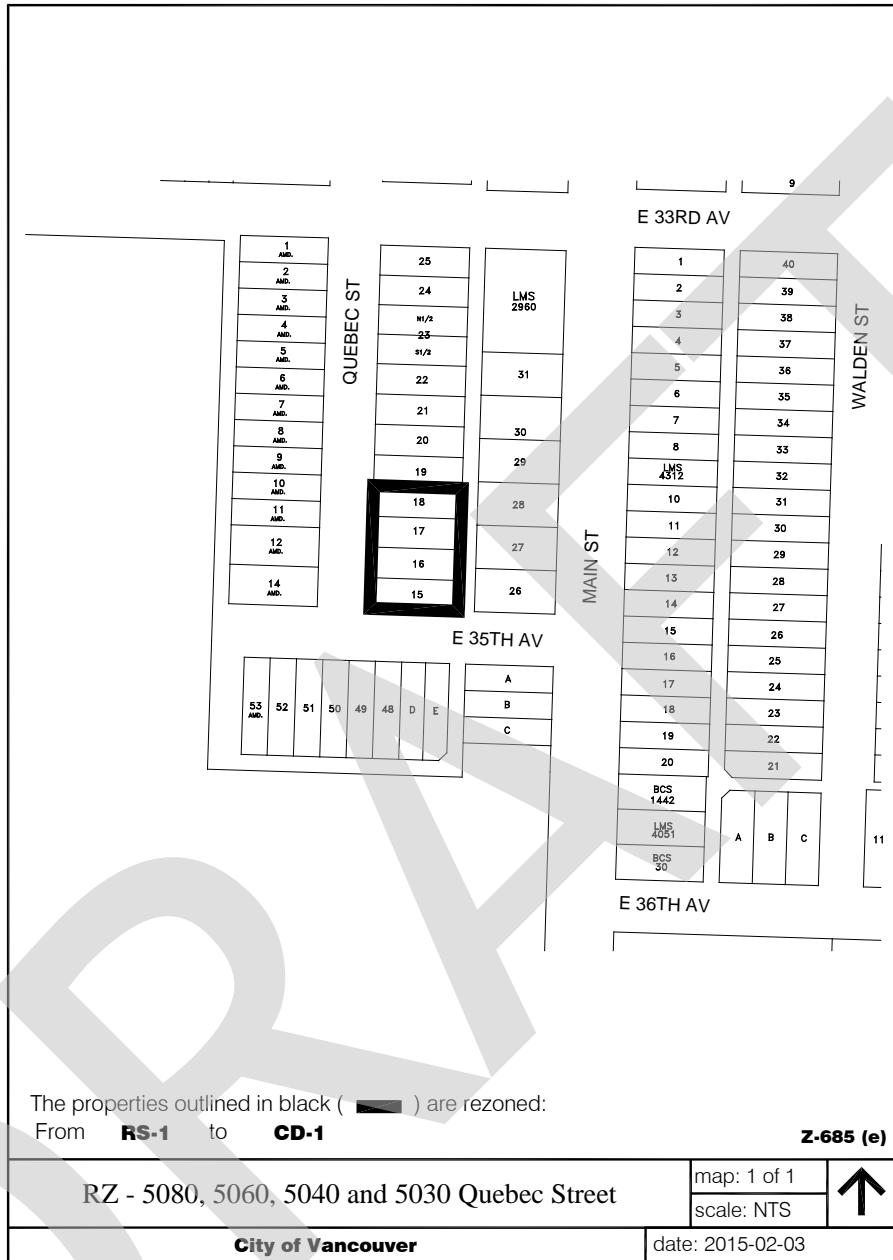 9
E 33RD AV
QUEBEC ST
MAIN ST
WALDEN ST
1
AMD.
2
AMD.
3
AMD.
4
AMD.
5
AMD.
6
AMD.
7
AMD.
8
AMD.
9
AMD.
10
AMD.
11
AMD.
12
AMD.
14
AMD.
25
24
N1/2
23
S1/2
22
21
20
19
18
17
16
15
LMS
2960
31
30
29
28
27
26
1
2
3
4
5
6
7
8
LMS
4312
10
11
12
13
14
15
16
17
18
19
20
BCS
1442
LMS
4051
BCS
30
40
39
38
37
36
35
34
33
32
31
30
29
28
27
26
25
24
23
22
21
E 35TH AV
53
AMD.
52
51
50
49
48
D
E
A
B
C
A
B
C
11
E 36TH AV
DRAFT
The properties outlined in black ( ) are rezoned:
From RS-1 to CD-1
Z-685 (e)
RZ - 5080, 5060, 5040 and 5030 Quebec Street
map: 1 of 1
scale: NTS
City of Vancouver
date: 2015-02-03